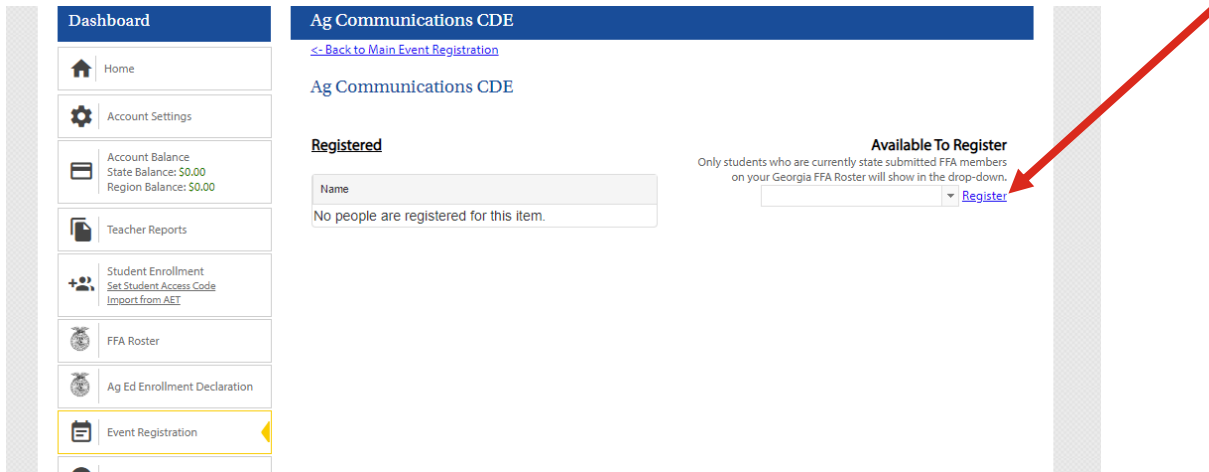 Dashboard
Home
Account Settings
Account Balance
State Balance: $0.00
Region Balance: $0.00
Teacher Reports
Student Enrollment
Set Student Access Code
Import from AET
FFA Roster
Ag Ed Enrollment Declaration
Event Registration
Ag Communications CDE
<- Back to Main Event Registration
Ag Communications CDE
Registered
Name
No people are registered for this item.
Available To Register
Only students who are currently state submitted FFA members
on your Georgia FFA Roster will show in the drop-down.
Register